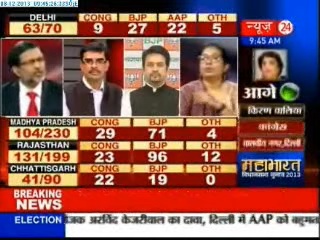 08-12-2013 09:45:26
DELHI CONG BJP AAP OTH
63/70 9 27 22 5
न्यूज़ 24
9:45 AM
आगे
किरण वालिया
कांग्रेस
मालवीय नगर, दिल्ली
MADHYA PRADESH CONG BJP OTH
104/230 29 71 4
RAJASTHAN CONG BJP OTH
131/199 23 96 12
CHHATTISGARH CONG BJP OTH
41/90 22 19 0
महाभारत
विधानसभा चुनाव 2013
BREAKING
NEWS
ELECTION अरविंद केजरीवाल का दावा, दिल्ली में AAP को बहुमत